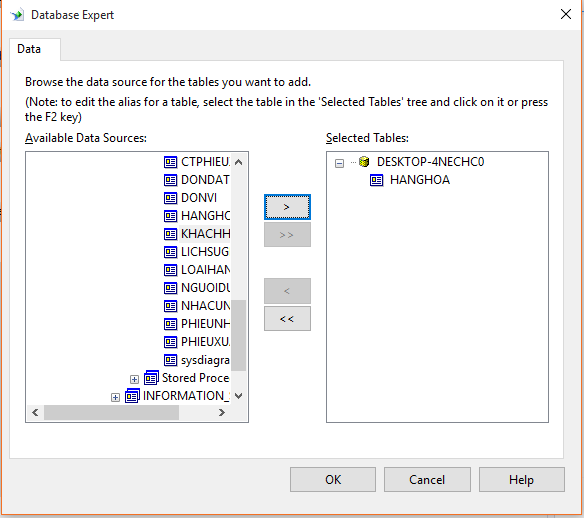 Database Expert
Data
Browse the data source for the tables you want to add.
(Note: to edit the alias for a table, select the table in the 'Selected Tables' tree and click on it or press
the F2 key)
Available Data Sources:
CTPHIEU
DONDAT
DONVI
HANGHO
KHACHH
LICHSUG
LOAIHAN
NGUOIDU
NHACUN
PHIEUNH
PHIEUXU
sysdiagra
Stored Proce
INFORMATION_
>
>>
<
<<
Selected Tables:
DESKTOP-4NECHC0
HANGHOA
OK
Cancel
Help